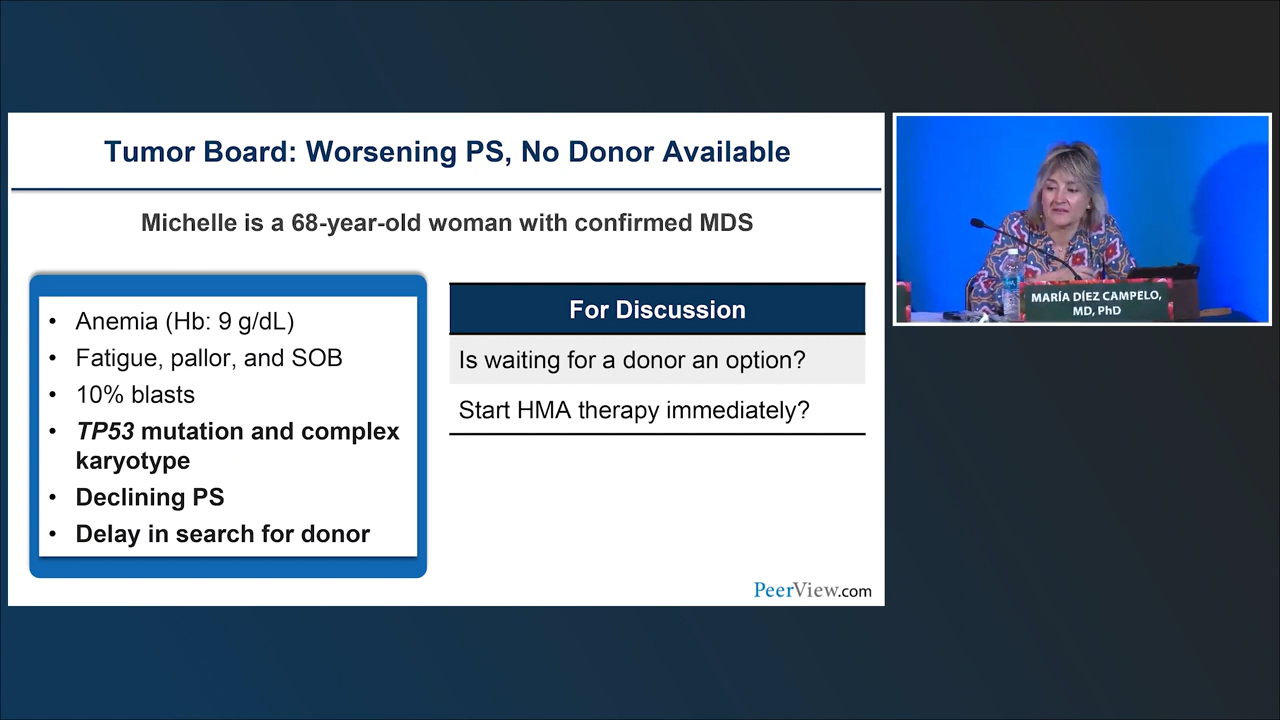 Tumor Board: Worsening PS, No Donor Available
Michelle is a 68-year-old woman with confirmed MDS
• Anemia (Hb: 9 g/dL)
• Fatigue, pallor, and SOB
• 10% blasts
• TP53 mutation and complex
karyotype
• Declining PS
• Delay in search for donor
For Discussion
Is waiting for a donor an option?
Start HMA therapy immediately?
PeerView.com
MARÍA DÍEZ CAMPELO,
MD, PhD